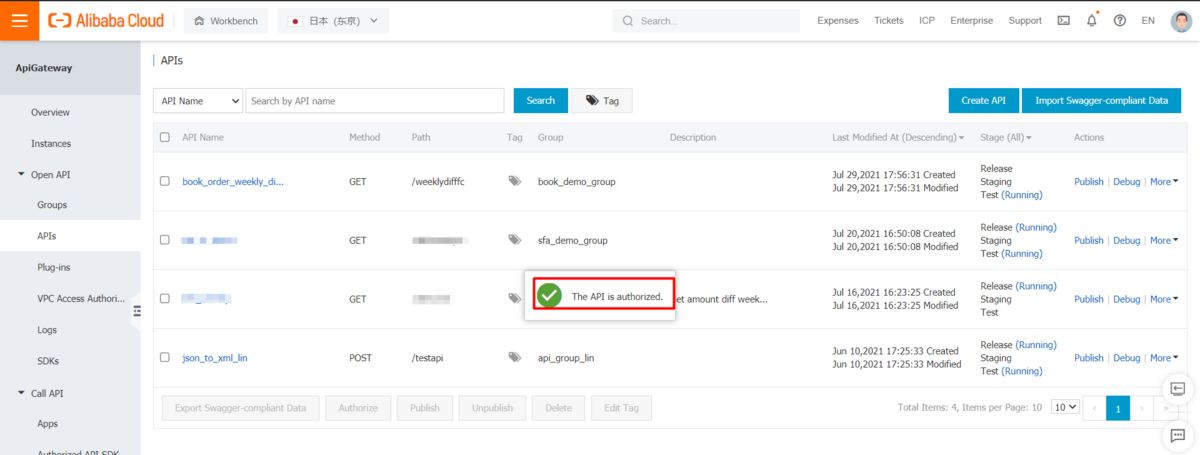 Alibaba Cloud
Workbench
日本（东京）
Search...
Expenses
Tickets
ICP
Enterprise
Support
EN
ApiGateway
Overview
Instances
Open API
Groups
APIs
Plug-ins
VPC Access Authori...
Logs
SDKs
Call API
Apps
Authorized API SDK
APIs
API Name
Search by API name
Search
Tag
Create API
Import Swagger-compliant Data
API Name Method Path Tag Group Description Last Modified At (Descending) Stage (All) Actions
book_order_weekly_di... GET /weeklydifffc book_demo_group
Jul 29,2021 17:56:31 Created
Jul 29,2021 17:56:31 Modified
Release
Staging
Test (Running)
Publish | Debug | More
GET sfa_demo_group
Jul 20,2021 16:50:08 Created
Jul 20,2021 16:50:08 Modified
Release (Running)
Staging
Test (Running)
Publish | Debug | More
GET
The API is authorized.
et amount diff week...
Jul 16,2021 16:23:25 Created
Jul 16,2021 16:23:25 Modified
Release (Running)
Staging
Test
Publish | Debug | More
json_to_xml_lin POST /testapi api_group_lin
Jun 10,2021 17:25:33 Created
Jun 10,2021 17:25:33 Modified
Release (Running)
Staging
Test (Running)
Publish | Debug | More
Export Swagger-compliant Data
Authorize
Publish
Unpublish
Delete
Edit Tag
Total Items: 4, Items per Page: 10
10
‹
1
›
»